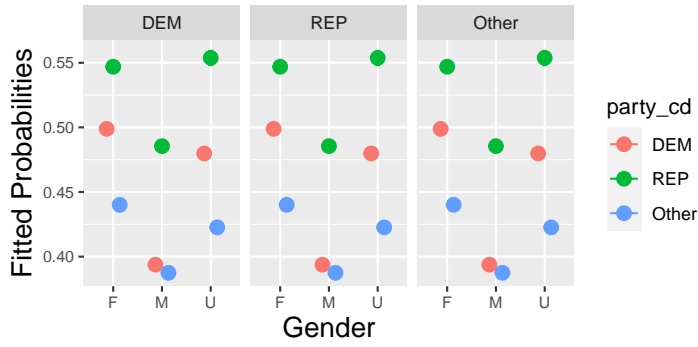 DEM REP Other
Fitted Probabilities
0.55
0.50
0.45
0.40
F M U F M U F M U
Gender
party_cd
DEM
REP
Other